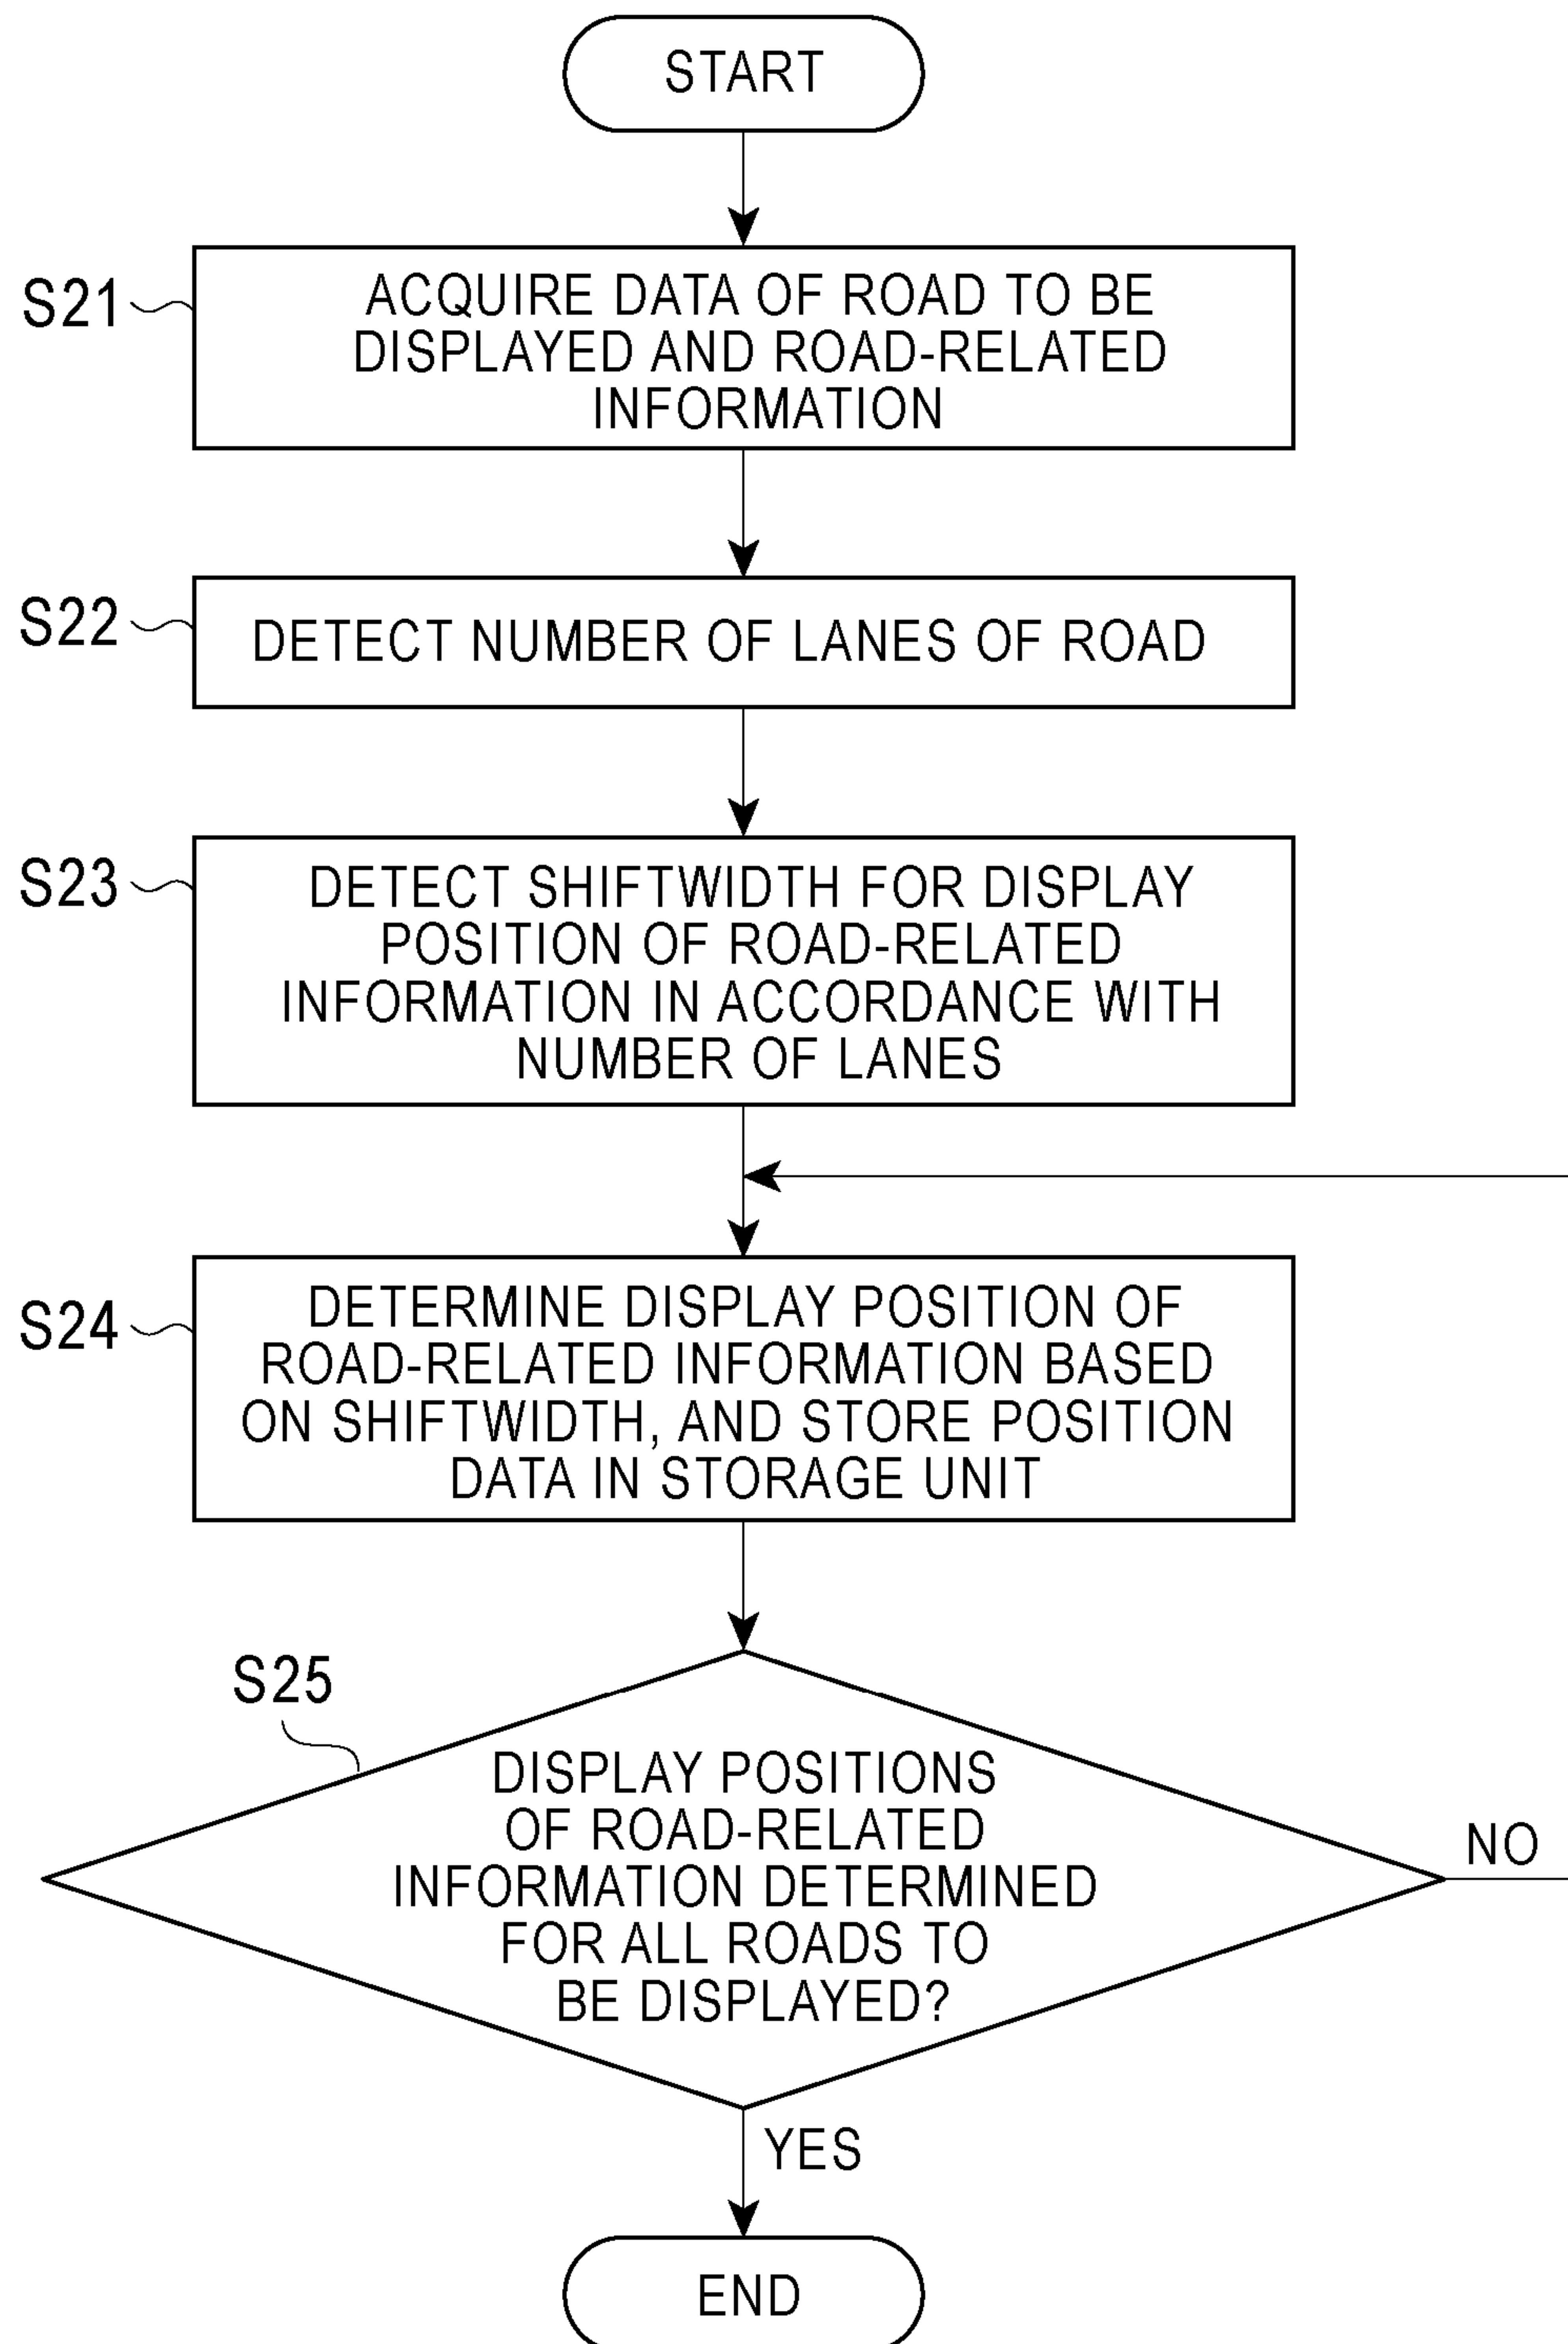 START
S21
ACQUIRE DATA OF ROAD TO BE
DISPLAYED AND ROAD-RELATED
INFORMATION
S22
DETECT NUMBER OF LANES OF ROAD
S23
DETECT SHIFTWIDTH FOR DISPLAY
POSITION OF ROAD-RELATED
INFORMATION IN ACCORDANCE WITH
NUMBER OF LANES
S24
DETERMINE DISPLAY POSITION OF
ROAD-RELATED INFORMATION BASED
ON SHIFTWIDTH, AND STORE POSITION
DATA IN STORAGE UNIT
S25
DISPLAY POSITIONS
OF ROAD-RELATED
INFORMATION DETERMINED
FOR ALL ROADS TO
BE DISPLAYED?
NO
YES
END